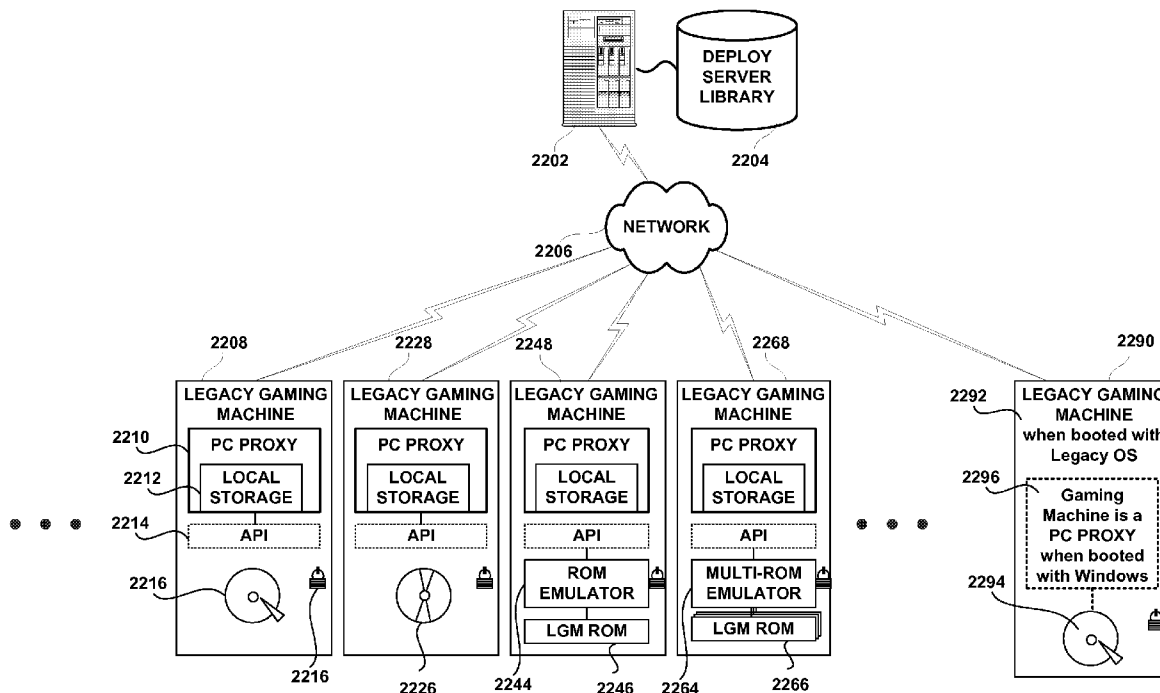 DEPLOY
SERVER
LIBRARY
2202
2204
NETWORK
2206
2208
2228
2248
2268
2290
LEGACY GAMING
MACHINE
PC PROXY
LOCAL
STORAGE
API
2210
2212
2214
2216
2216
LEGACY GAMING
MACHINE
PC PROXY
LOCAL
STORAGE
API
2226
LEGACY GAMING
MACHINE
PC PROXY
LOCAL
STORAGE
API
ROM
EMULATOR
LGM ROM
2244
2246
LEGACY GAMING
MACHINE
PC PROXY
LOCAL
STORAGE
API
MULTI-ROM
EMULATOR
LGM ROM
2264
2266
2292
LEGACY GAMING
MACHINE
when booted with
Legacy OS
2296
Gaming
Machine is a
PC PROXY
when booted
with Windows
2294